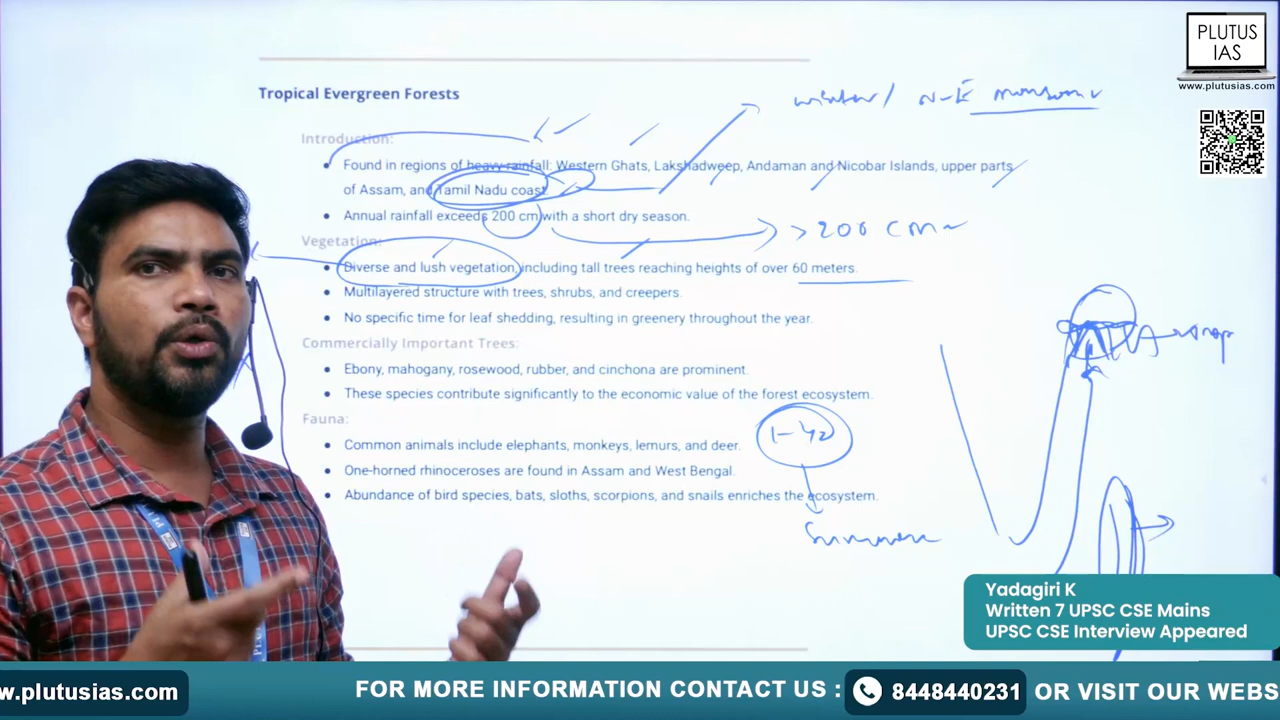 PLUTUS
IAS
www.plutusias.com
Tropical Evergreen Forests
winter/ N-E monsoon
Introduction:
Found in regions of heavy rainfall: Western Ghats, Lakshadweep, Andaman and Nicobar Islands, upper parts
of Assam, and Tamil Nadu coast.
Annual rainfall exceeds 200 cm with a short dry season.
> 200 cm
Vegetation:
Diverse and lush vegetation, including tall trees reaching heights of over 60 meters.
Multilayered structure with trees, shrubs, and creepers.
No specific time for leaf shedding, resulting in greenery throughout the year.
Commercially Important Trees:
Ebony, mahogany, rosewood, rubber, and cinchona are prominent.
These species contribute significantly to the economic value of the forest ecosystem.
Fauna:
Common animals include elephants, monkeys, lemurs, and deer.
One-horned rhinoceroses are found in Assam and West Bengal.
Abundance of bird species, bats, sloths, scorpions, and snails enriches the ecosystem.
Yadagiri K
Written 7 UPSC CSE Mains
UPSC CSE Interview Appeared
w.plutusias.com
FOR MORE INFORMATION CONTACT US : 8448440231 OR VISIT OUR WEBS